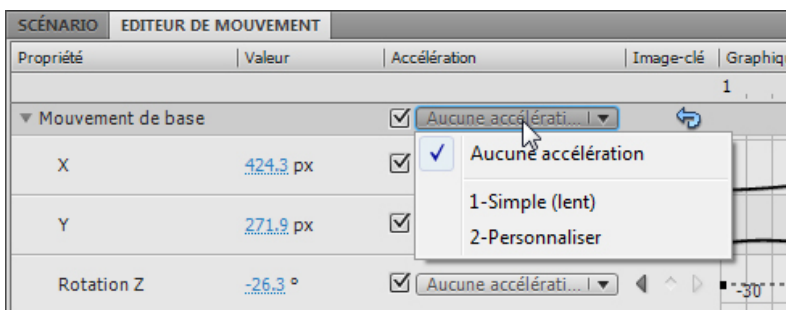 SCÉNARIO EDITEUR DE MOUVEMENT
Propriété Valeur Accélération Image-clé Graphiq
1
Mouvement de base Aucune accélérati...
Aucune accélération
X 424.3 px
1-Simple (lent)
Y 271.9 px
2-Personnaliser
Rotation Z -26.3 ° Aucune accélérati... -30